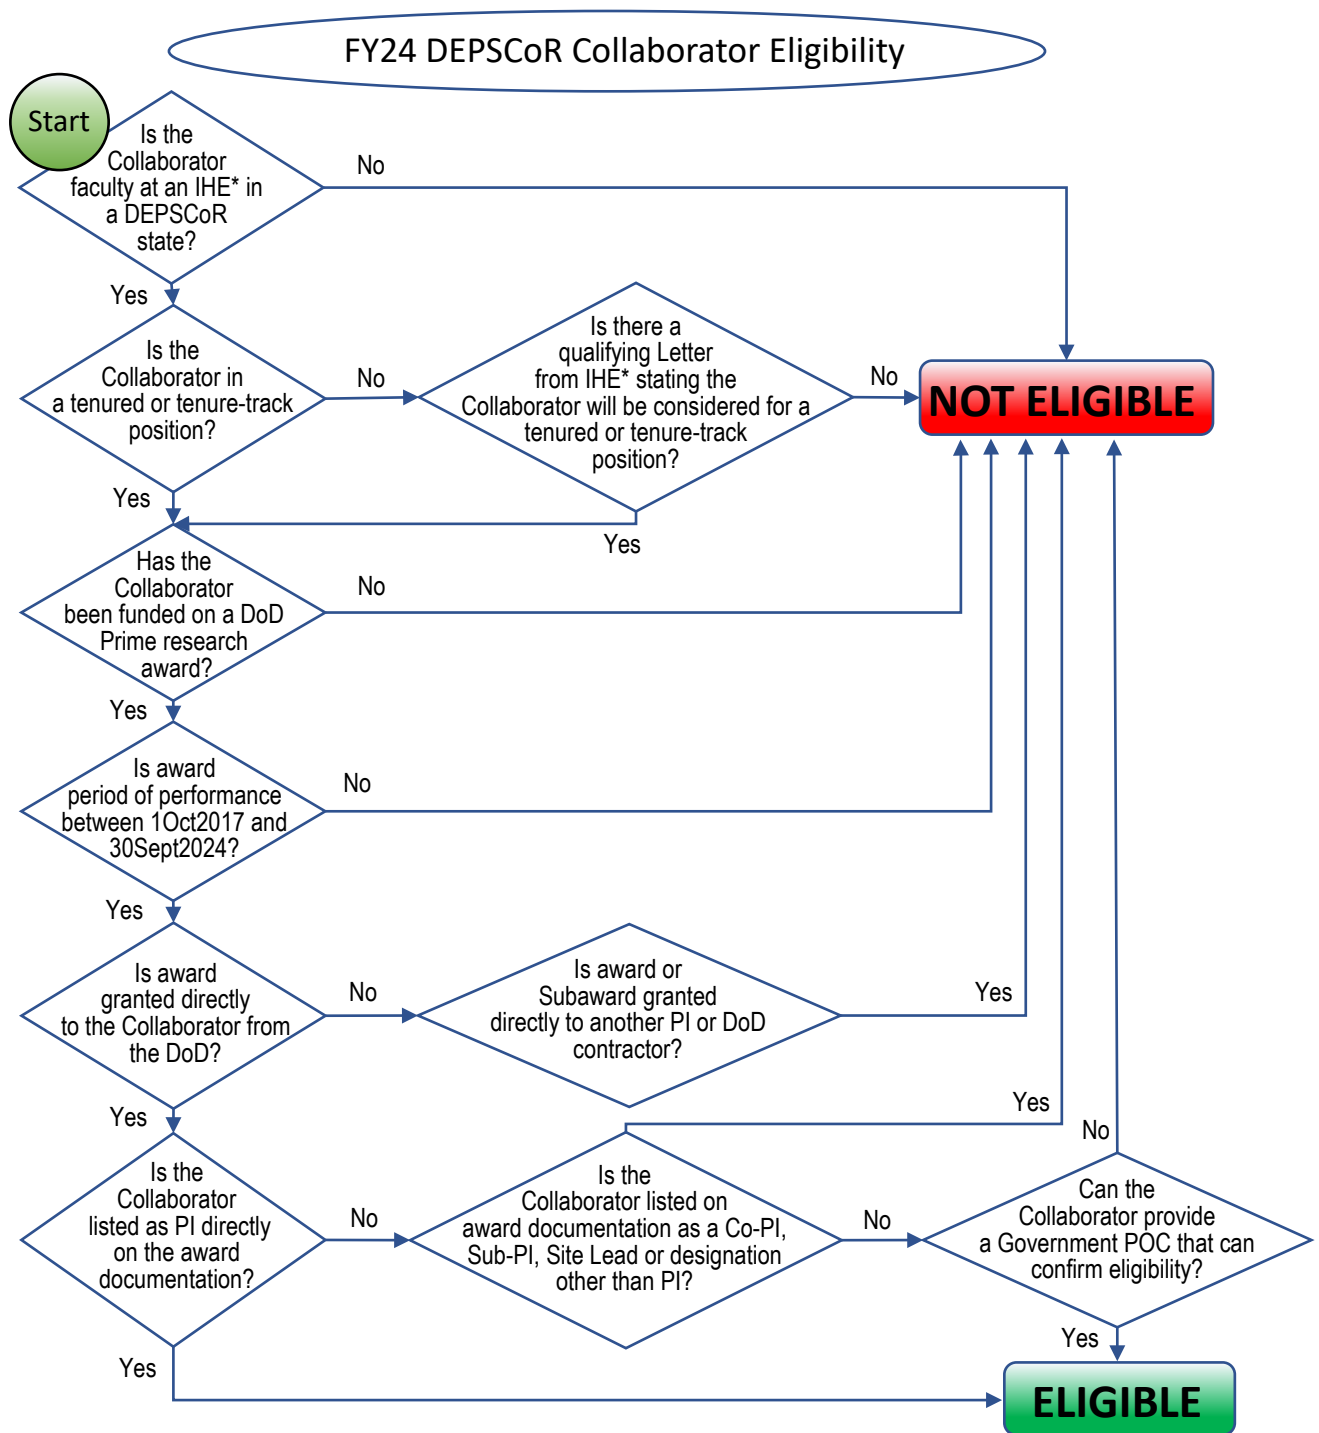 FY24 DEPSCoR Collaborator Eligibility
Start
Is the
Collaborator
faculty at an IHE* in
a DEPSCoR
state?
No
Yes
Is the
Collaborator in
a tenured or tenure-track
position?
No
Is there a
qualifying Letter
from IHE* stating the
Collaborator will be considered for a
tenured or tenure-track
position?
No
NOT ELIGIBLE
Yes
Yes
Has the
Collaborator
been funded on a DoD
Prime research
award?
No
Yes
Is award
period of performance
between 1Oct2017 and
30Sept2024?
No
Yes
Is award
granted directly
to the Collaborator from
the DoD?
No
Is award or
Subaward granted
directly to another PI or DoD
contractor?
Yes
Yes
Is the
Collaborator
listed as PI directly
on the award
documentation?
No
Is the
Collaborator listed on
award documentation as a Co-PI,
Sub-PI, Site Lead or designation
other than PI?
Yes
No
Can the
Collaborator provide
a Government POC that can
confirm eligibility?
No
Yes
Yes
ELIGIBLE